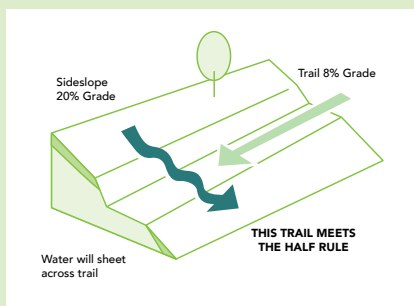 Sideslope
20% Grade
Trail 8% Grade
THIS TRAIL MEETS
THE HALF RULE
Water will sheet
across trail